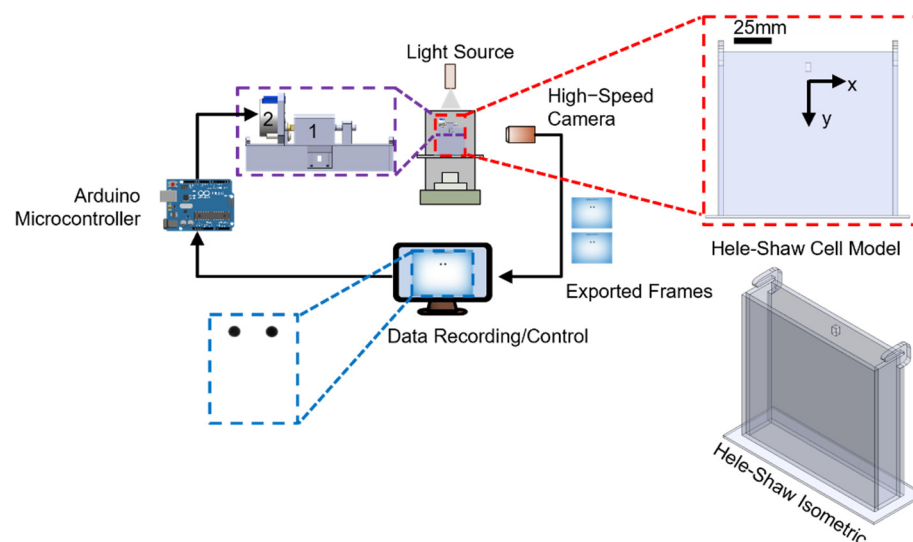 Light Source
25mm
High-Speed
Camera
x
y
2
1
Arduino
Microcontroller
Hele-Shaw Cell Model
Exported Frames
Data Recording/Control
Hele-Shaw Isometric